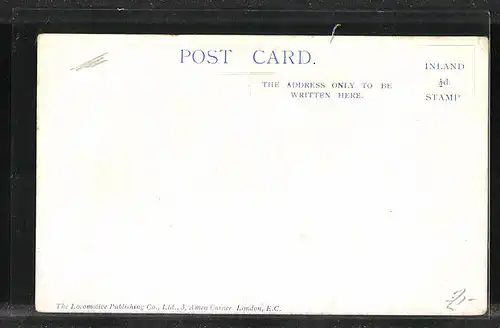 POST CARD.
INLAND
½d.
STAMP
THE ADDRESS ONLY TO BE
WRITTEN HERE.
The Locomotive Publishing Co., Ltd., 3, Amen Corner London, E.C.